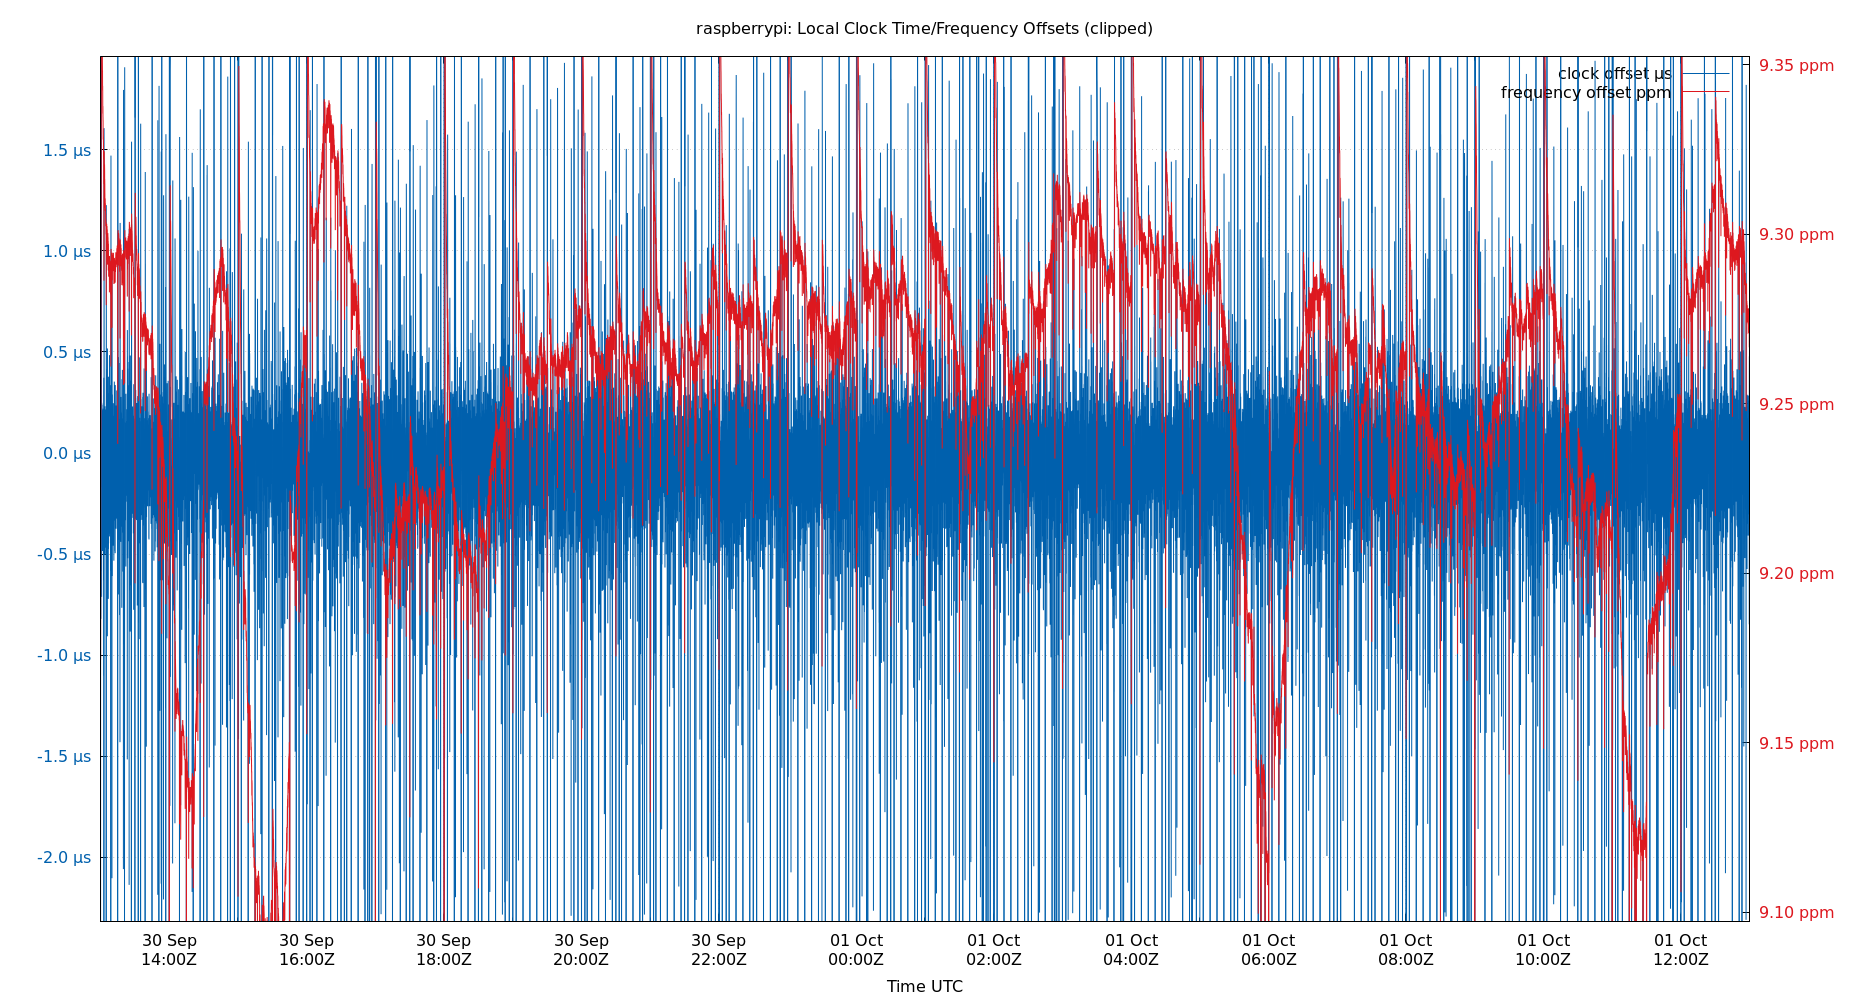 raspberrypi: Local Clock Time/Frequency Offsets (clipped)
clock offset µs
frequency offset ppm
1.5 µs
1.0 µs
0.5 µs
0.0 µs
-0.5 µs
-1.0 µs
-1.5 µs
-2.0 µs
9.35 ppm
9.30 ppm
9.25 ppm
9.20 ppm
9.15 ppm
9.10 ppm
30 Sep
14:00Z
30 Sep
16:00Z
30 Sep
18:00Z
30 Sep
20:00Z
30 Sep
22:00Z
01 Oct
00:00Z
01 Oct
02:00Z
01 Oct
04:00Z
01 Oct
06:00Z
01 Oct
08:00Z
01 Oct
10:00Z
01 Oct
12:00Z
Time UTC